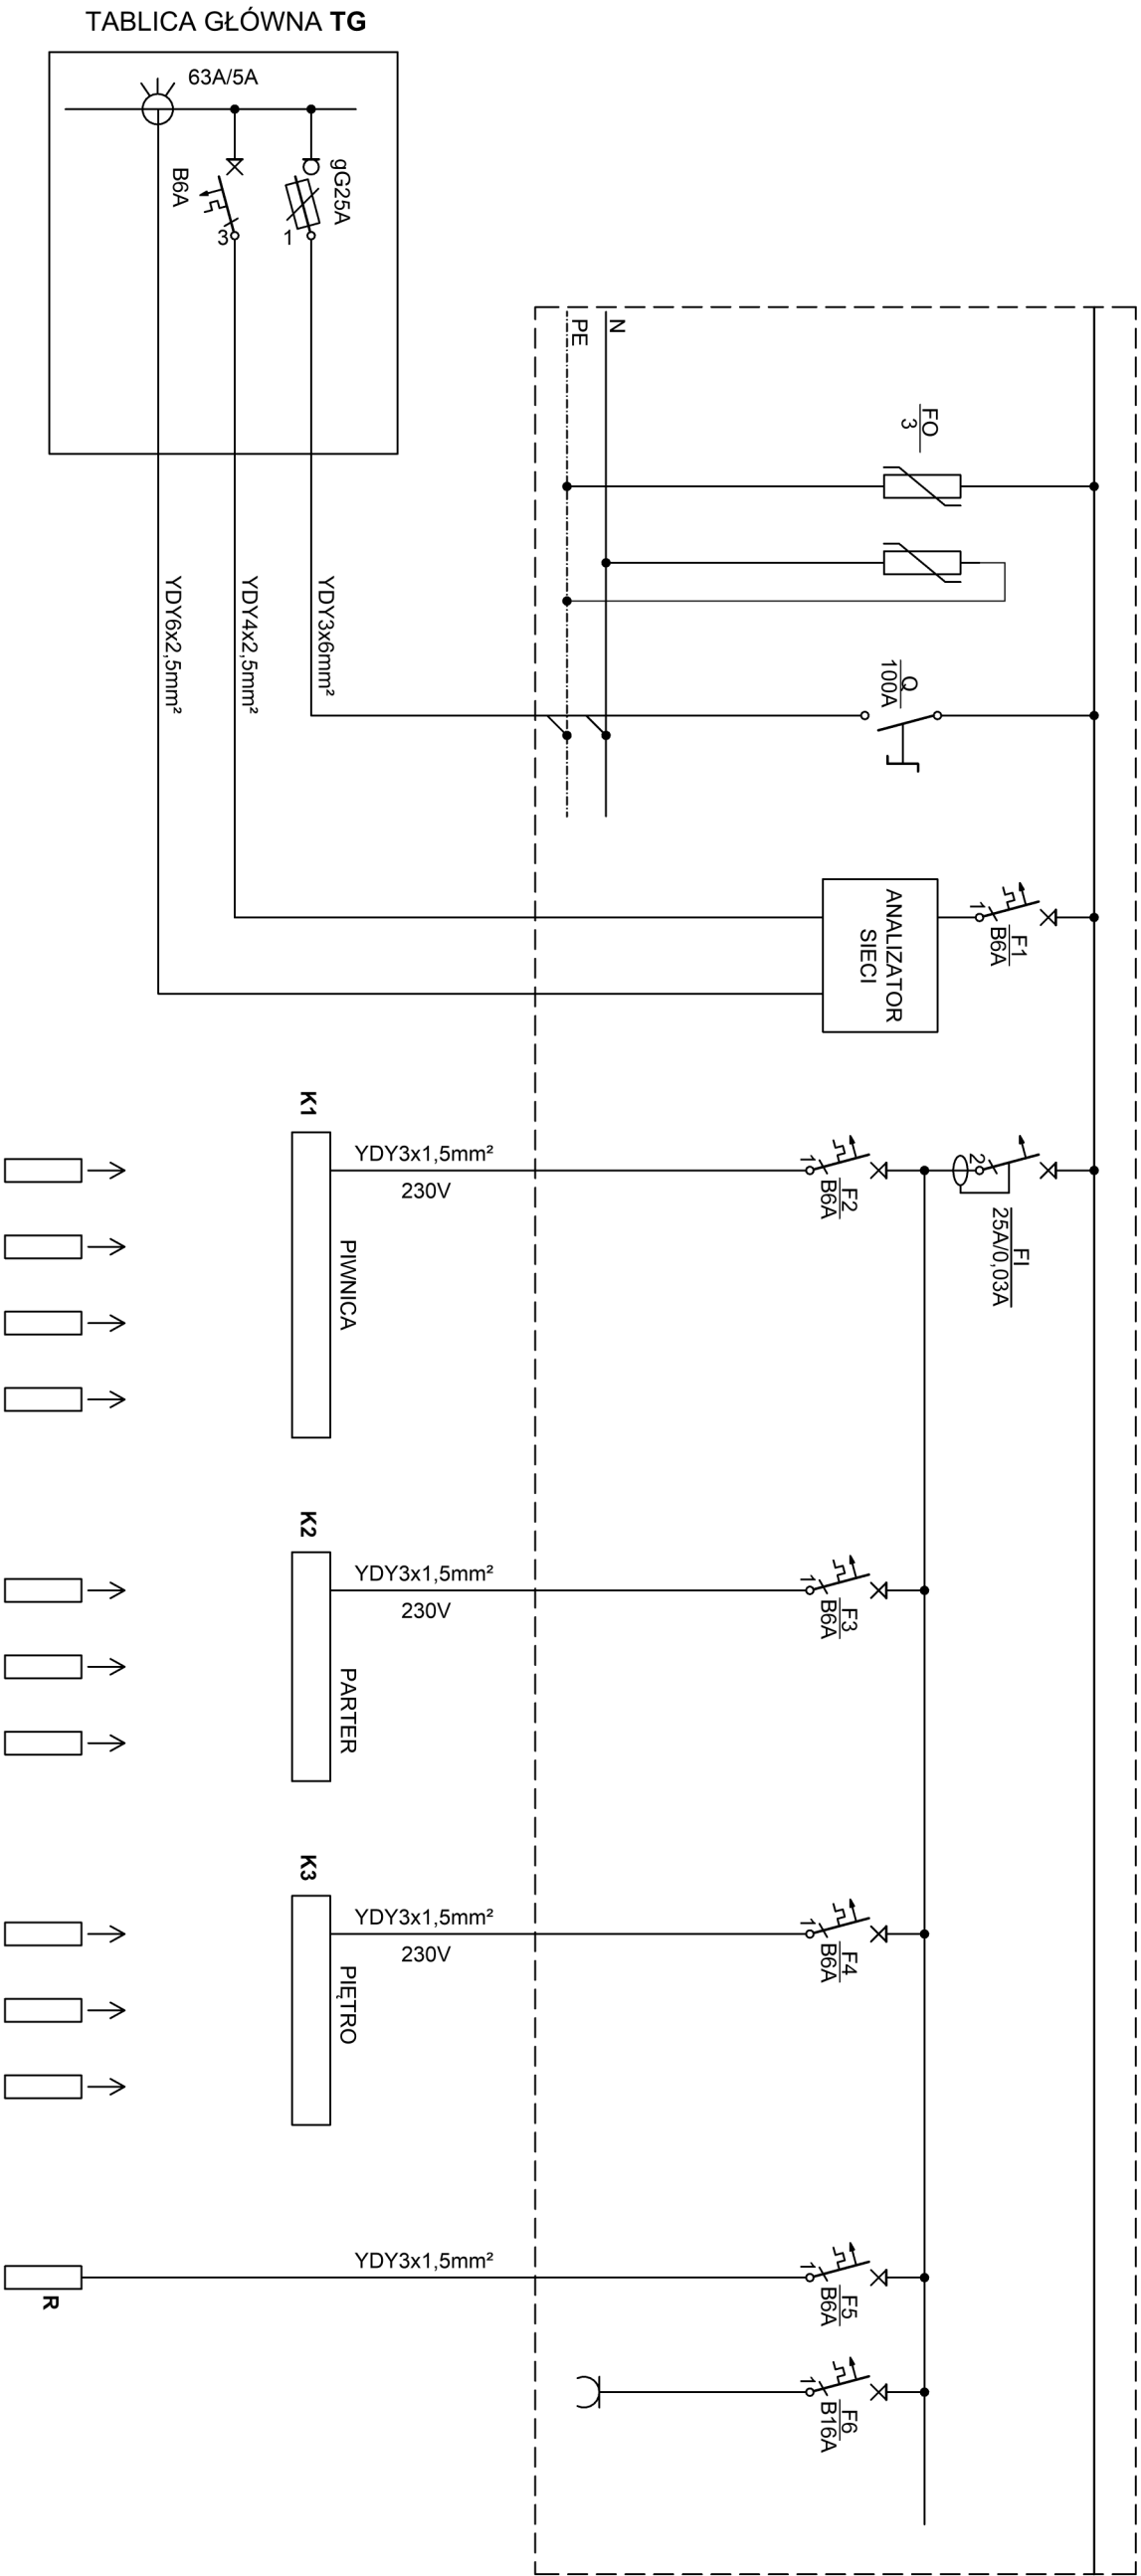 TABLICA GŁÓWNA TG
63A/5A
gG25A
1
B6A
3
YDY3x6mm²
YDY4x2,5mm²
YDY6x2,5mm²
N
PE
FO
3
Q
100A
ANALIZATOR
SIECI
F1
B6A
1
FI
25A/0,03A
2
F2
B6A
1
YDY3x1,5mm²
230V
K1
PIWNICA
F3
B6A
1
YDY3x1,5mm²
230V
K2
PARTER
F4
B6A
1
YDY3x1,5mm²
230V
K3
PIĘTRO
F5
B6A
1
YDY3x1,5mm²
R
F6
B16A
1